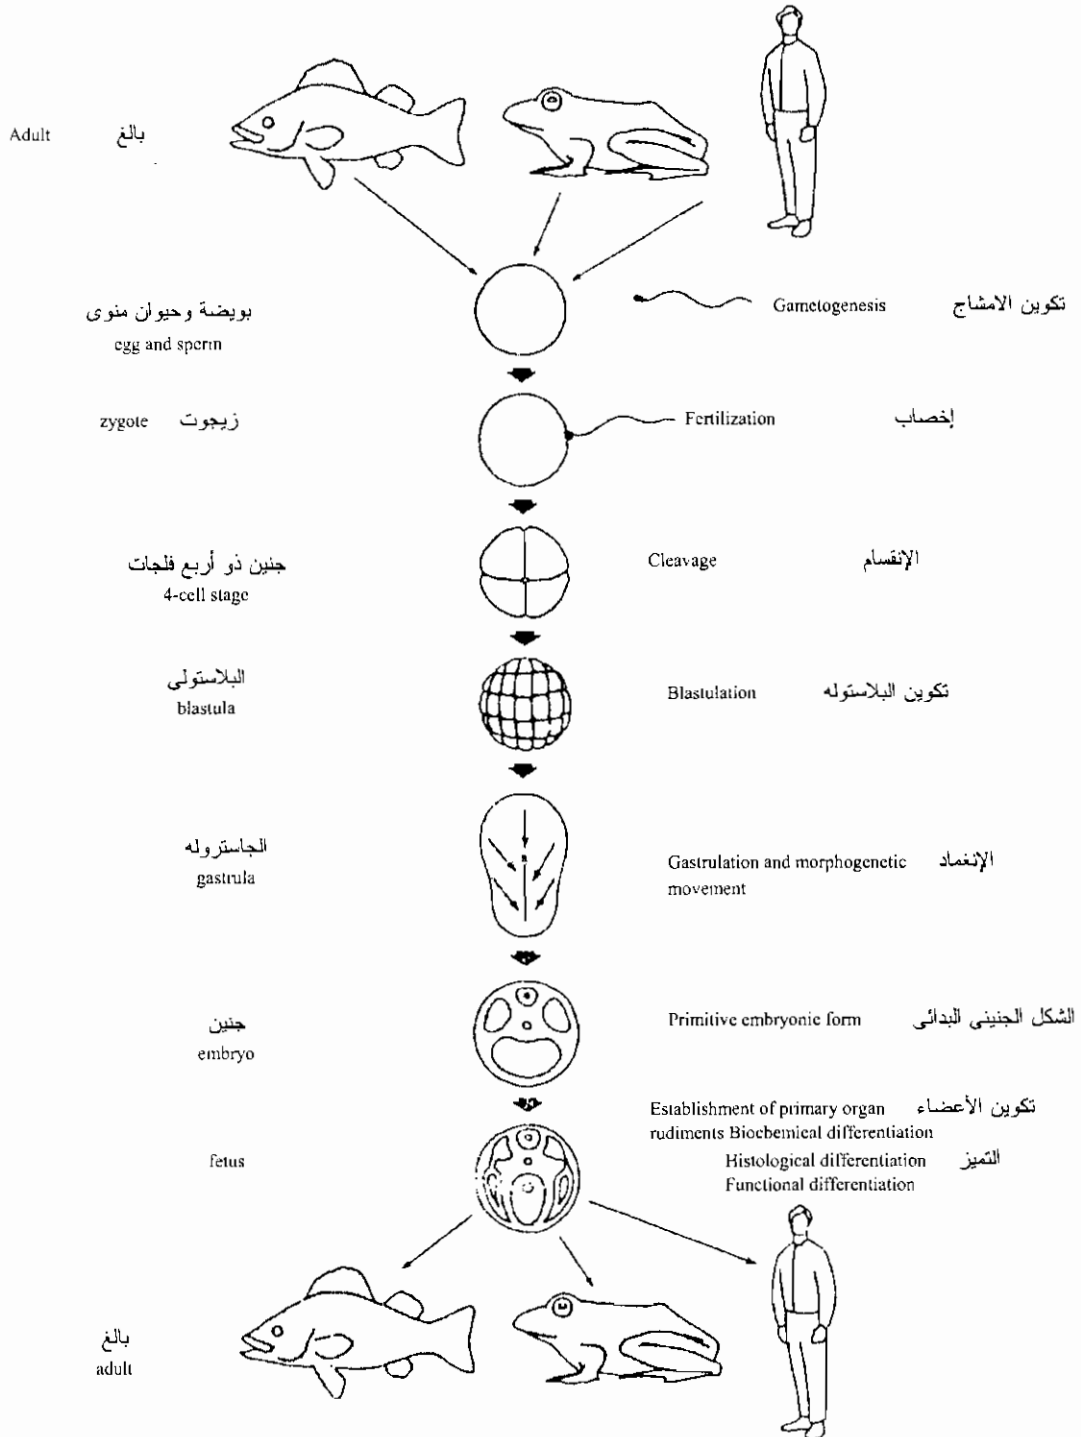 Adult بالغ
بويضة وحيوان منوى
egg and sperm
Gametogenesis تكوين الامشاج
zygote زيجوت
Fertilization إخصاب
جنين ذو أربع فلجات
4-cell stage
Cleavage الإنقسام
البلاستولى
blastula
Blastulation تكوين البلاستوله
الجاستروله
gastrula
Gastrulation and morphogenetic الإنغماد
movement
جنين
embryo
Primitive embryonic form الشكل الجنينى البدائى
Establishment of primary organ تكوين الأعضاء
rudiments Biochemical differentiation
fetus
Histological differentiation التميز
Functional differentiation
بالغ
adult